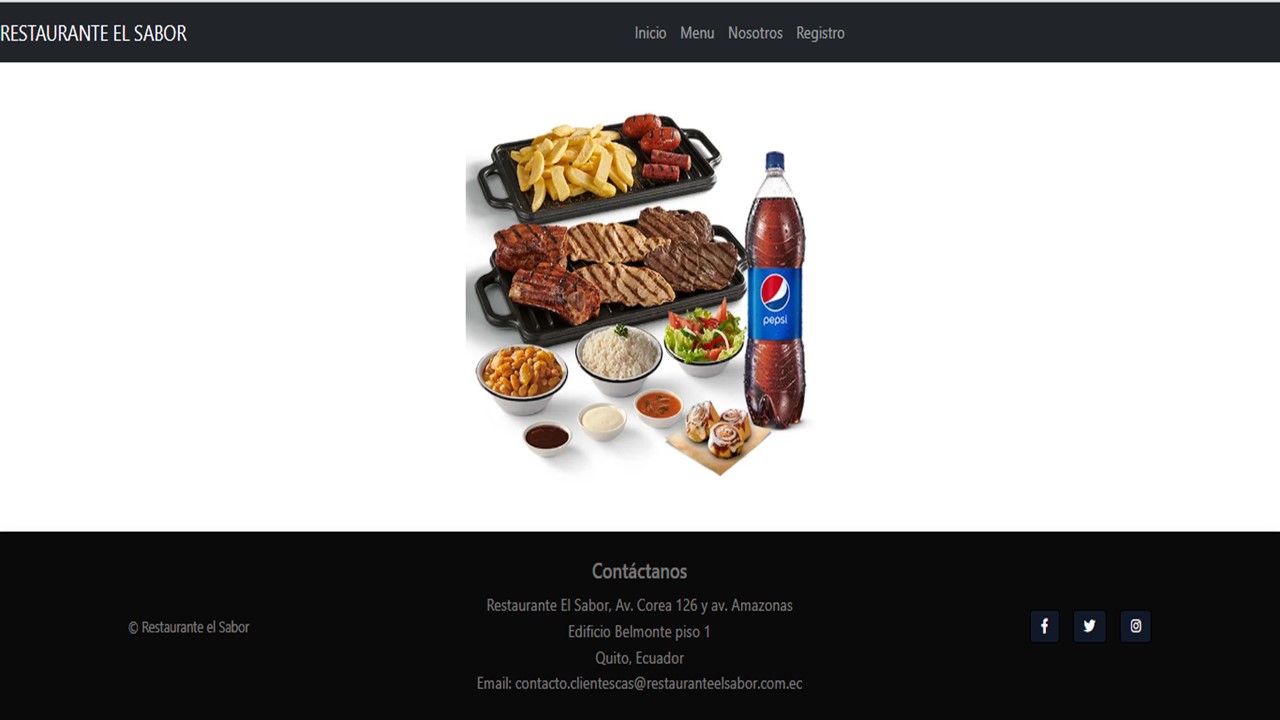 RESTAURANTE EL SABOR
Inicio Menu Nosotros Registro
pepsi
Contáctanos
Restaurante El Sabor, Av. Corea 126 y av. Amazonas
Edificio Belmonte piso 1
Quito, Ecuador
Email: contacto.clientescas@restauranteelsabor.com.ec
© Restaurante el Sabor